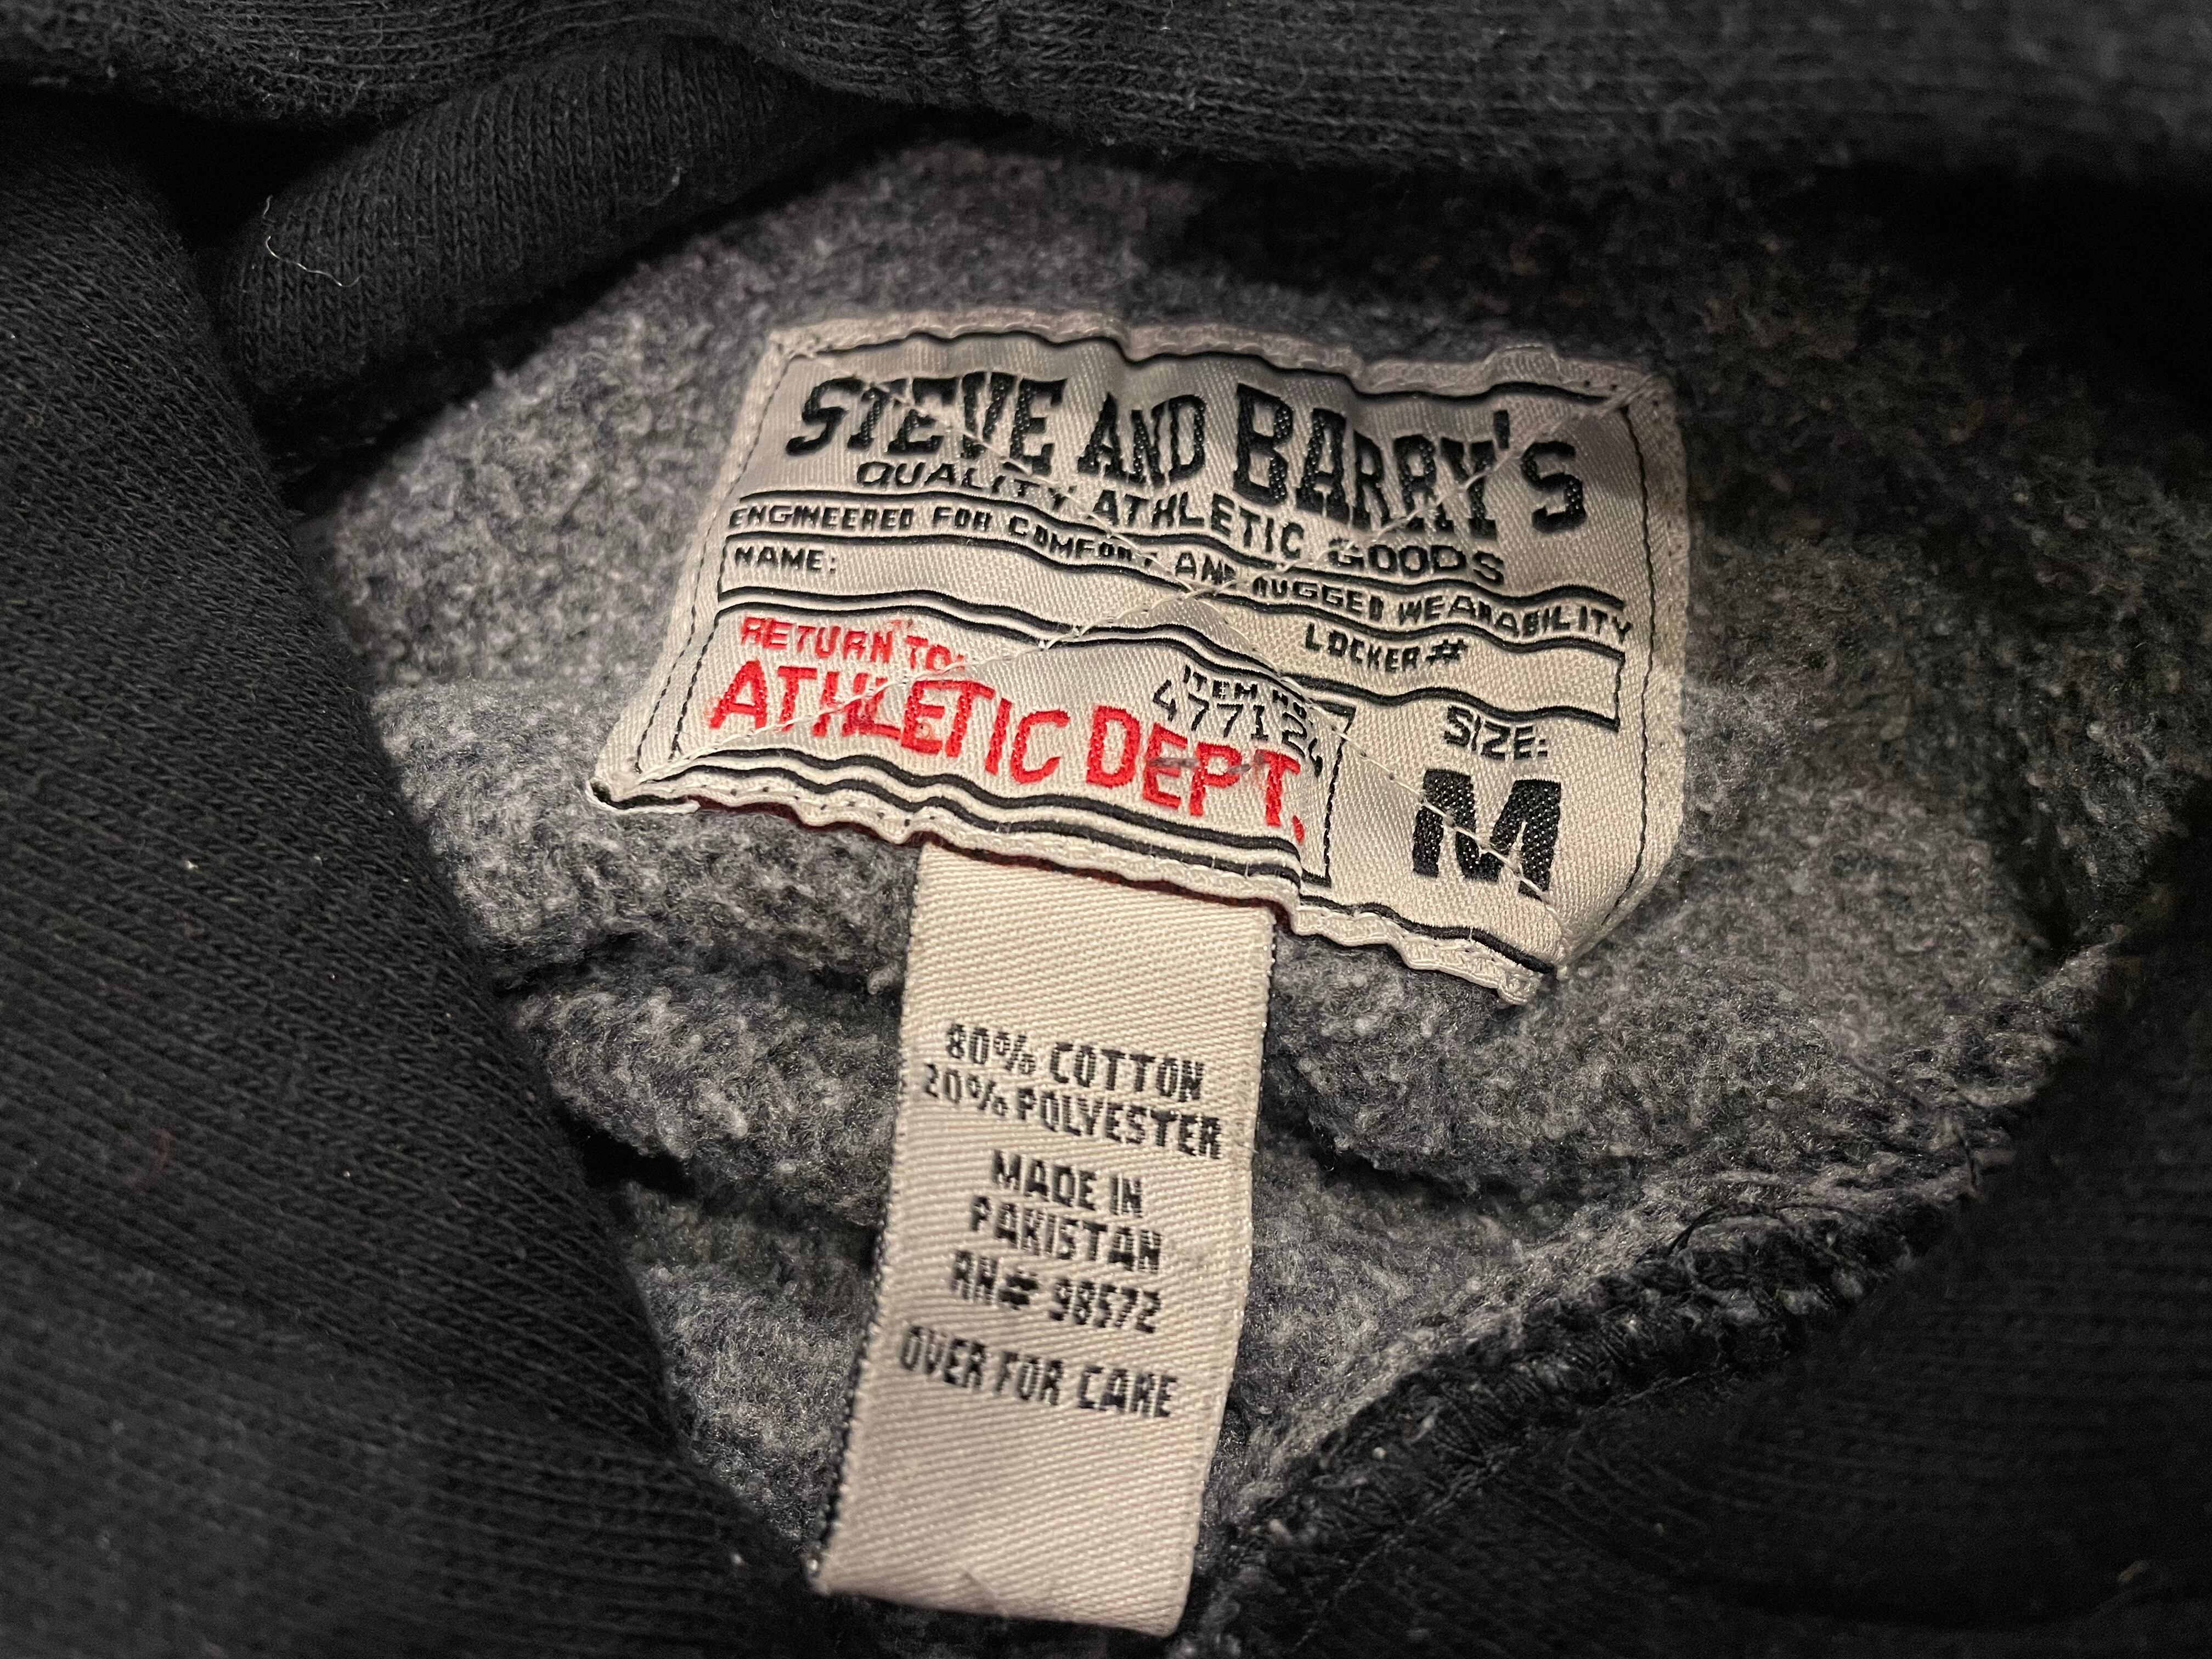 STEVE AND BARRY'S
QUALITY ATHLETIC GOODS
ENGINEERED FOR COMFORT AND RUGGED WEARABILITY
NAME:
LOCKER #
RETURN TO:
ATHLETIC DEPT.
ITEM
SIZE:
M
80% COTTON
20% POLYESTER
MADE IN
PAKISTAN
RN# 98572
OVER FOR CARE